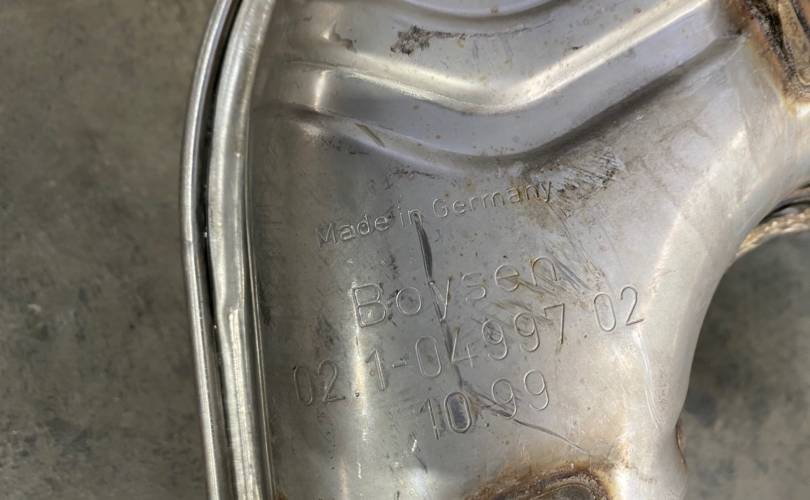 Made in Germany
Boysen
02.1-04997 02
10.99